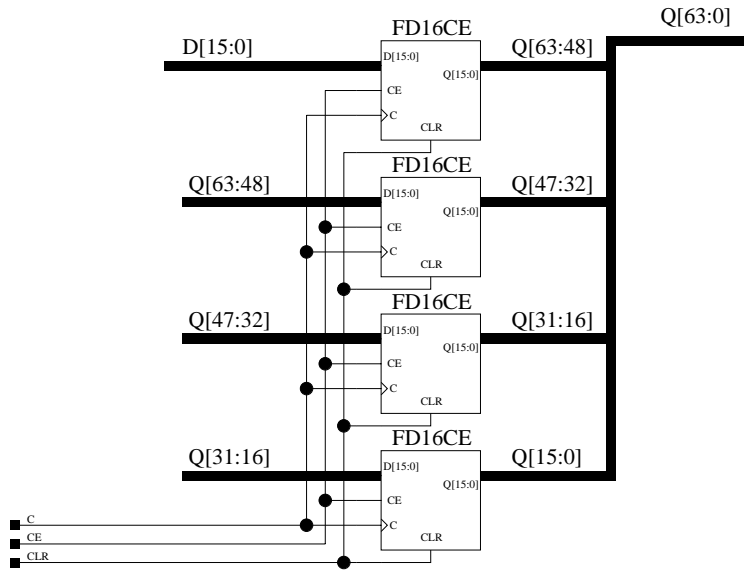 Q[63:0]
FD16CE
D[15:0]
Q[63:48]
D[15:0]
Q[15:0]
CE
C
CLR
FD16CE
Q[63:48]
Q[47:32]
D[15:0]
Q[15:0]
CE
C
CLR
FD16CE
Q[47:32]
Q[31:16]
D[15:0]
Q[15:0]
CE
C
CLR
FD16CE
Q[31:16]
Q[15:0]
D[15:0]
Q[15:0]
CE
C
CLR
C
CE
CLR